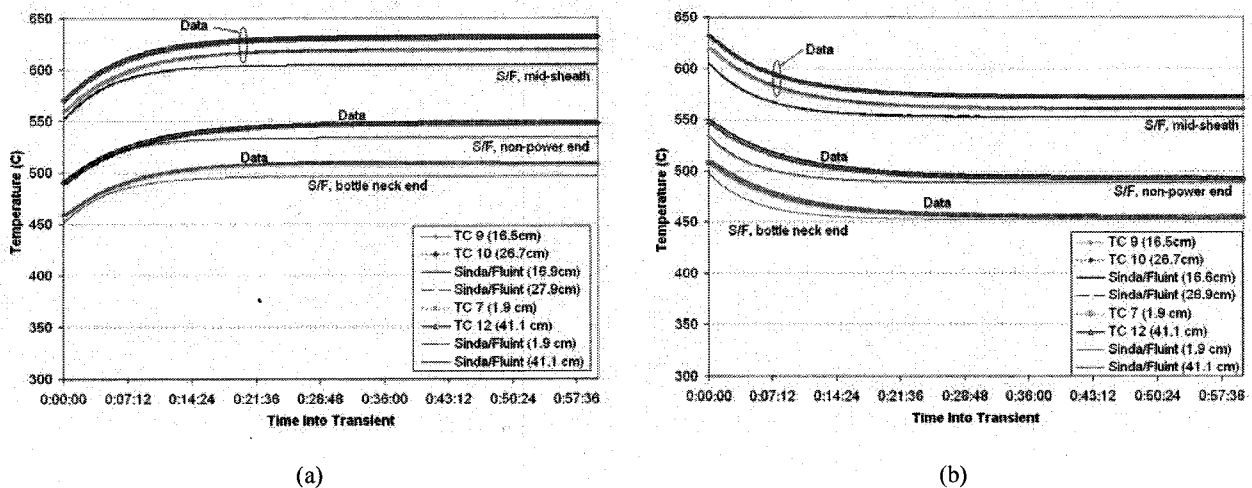 650
600
550
500
450
400
350
300
Temperature (C)
Data
S/F, mid-sheath
Data
S/F, non-power end
Data
S/F, bottle neck end
TC 9 (16.5cm)
TC 10 (26.7cm)
Sinda/Fluint (16.9cm)
Sinda/Fluint (27.9cm)
TC 7 (1.9 cm)
TC 12 (41.1 cm)
Sinda/Fluint (1.9 cm)
Sinda/Fluint (41.1 cm)
0:00:00 0:07:12 0:14:24 0:21:36 0:28:48 0:36:00 0:43:12 0:50:24 0:57:36
Time Into Transient
(a)
650
600
550
500
450
400
350
300
Temperature (C)
Data
S/F, mid-sheath
Data
S/F, non-power end
Data
S/F, bottle neck end
TC 9 (16.5cm)
TC 10 (26.7cm)
Sinda/Fluint (16.6cm)
Sinda/Fluint (26.9cm)
TC 7 (1.9 cm)
TC 12 (41.1 cm)
Sinda/Fluint (1.9 cm)
Sinda/Fluint (41.1 cm)
0:00:00 0:07:12 0:14:24 0:21:36 0:28:48 0:36:00 0:43:12 0:50:24 0:57:36
Time Into Transient
(b)